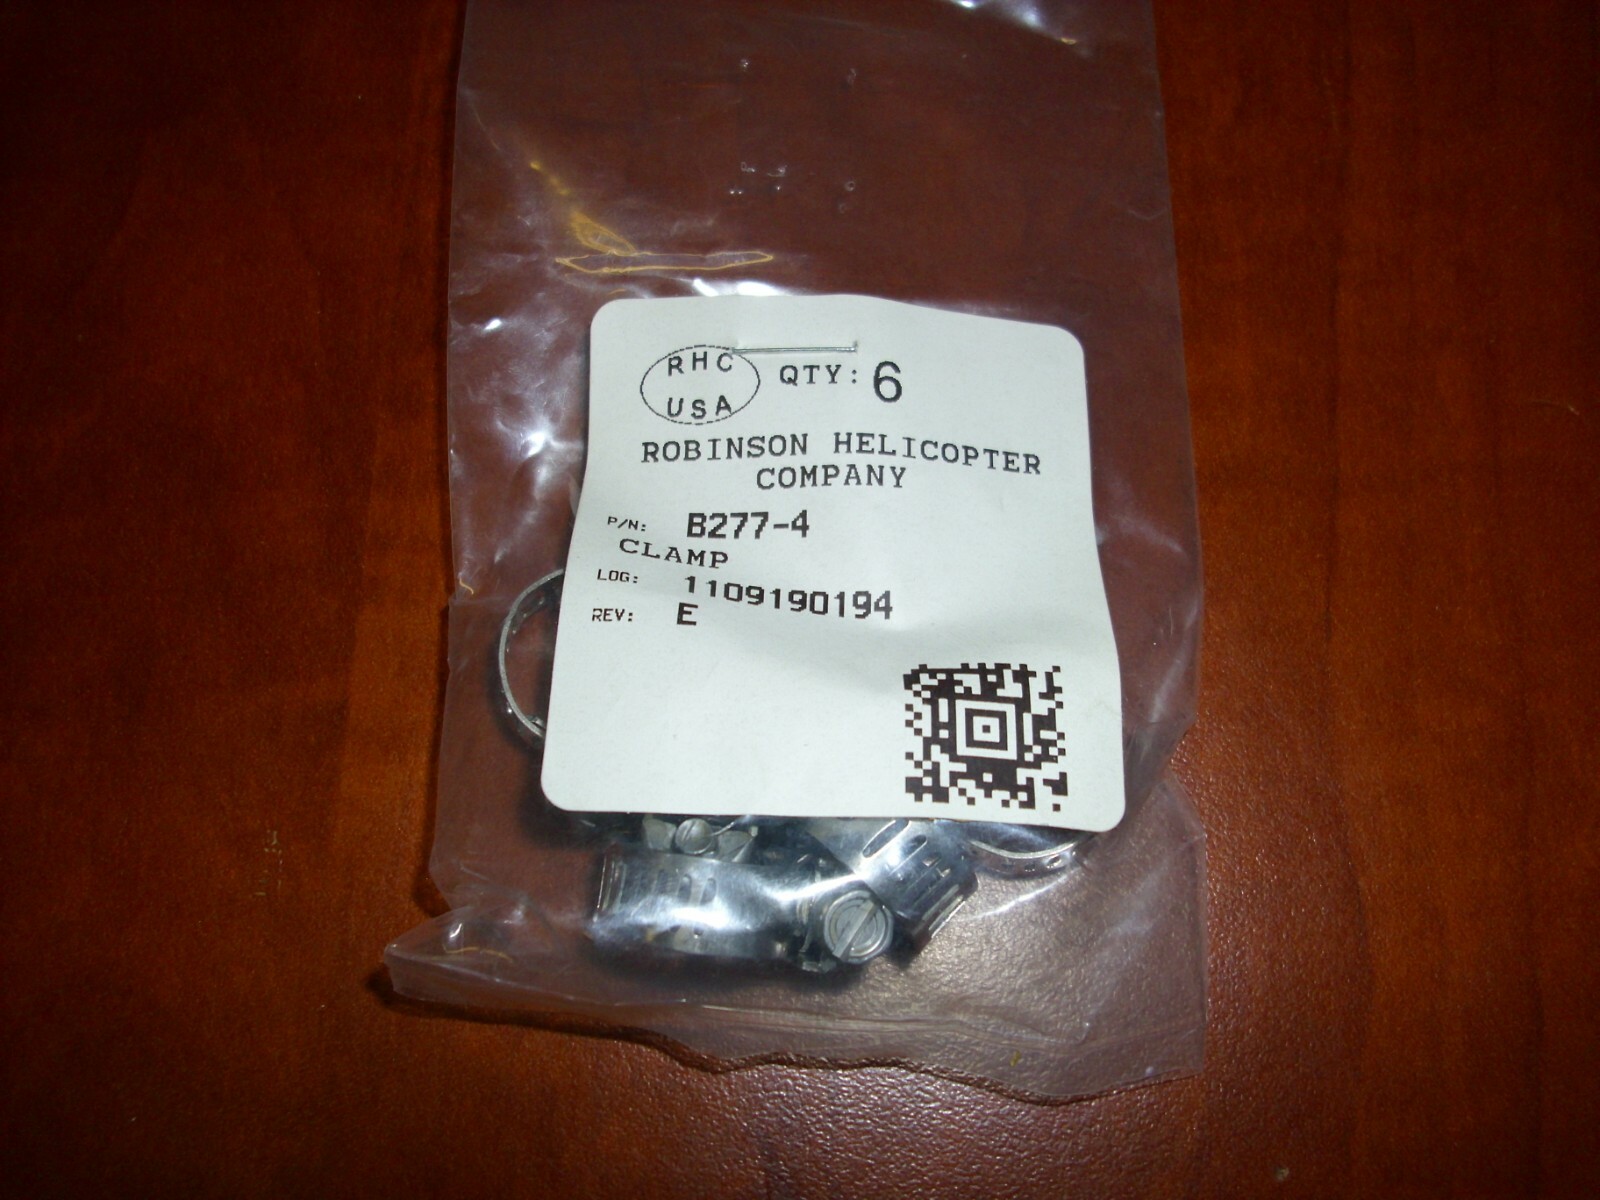 RHC
USA
QTY: 6
ROBINSON HELICOPTER
COMPANY
P/N: B277-4
CLAMP
LOG: 1109190194
REV: E